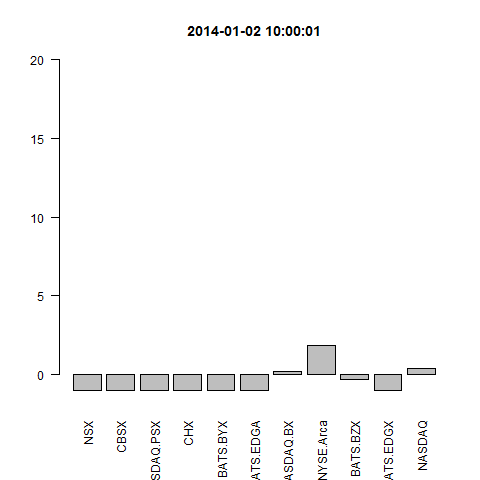 2014-01-02 10:00:01
20
15
10
5
0
NSX
CBSX
SDAQ.PSX
CHX
BATS.BYX
ATS.EDGA
ASDAQ.BX
NYSE.Arca
BATS.BZX
ATS.EDGX
NASDAQ